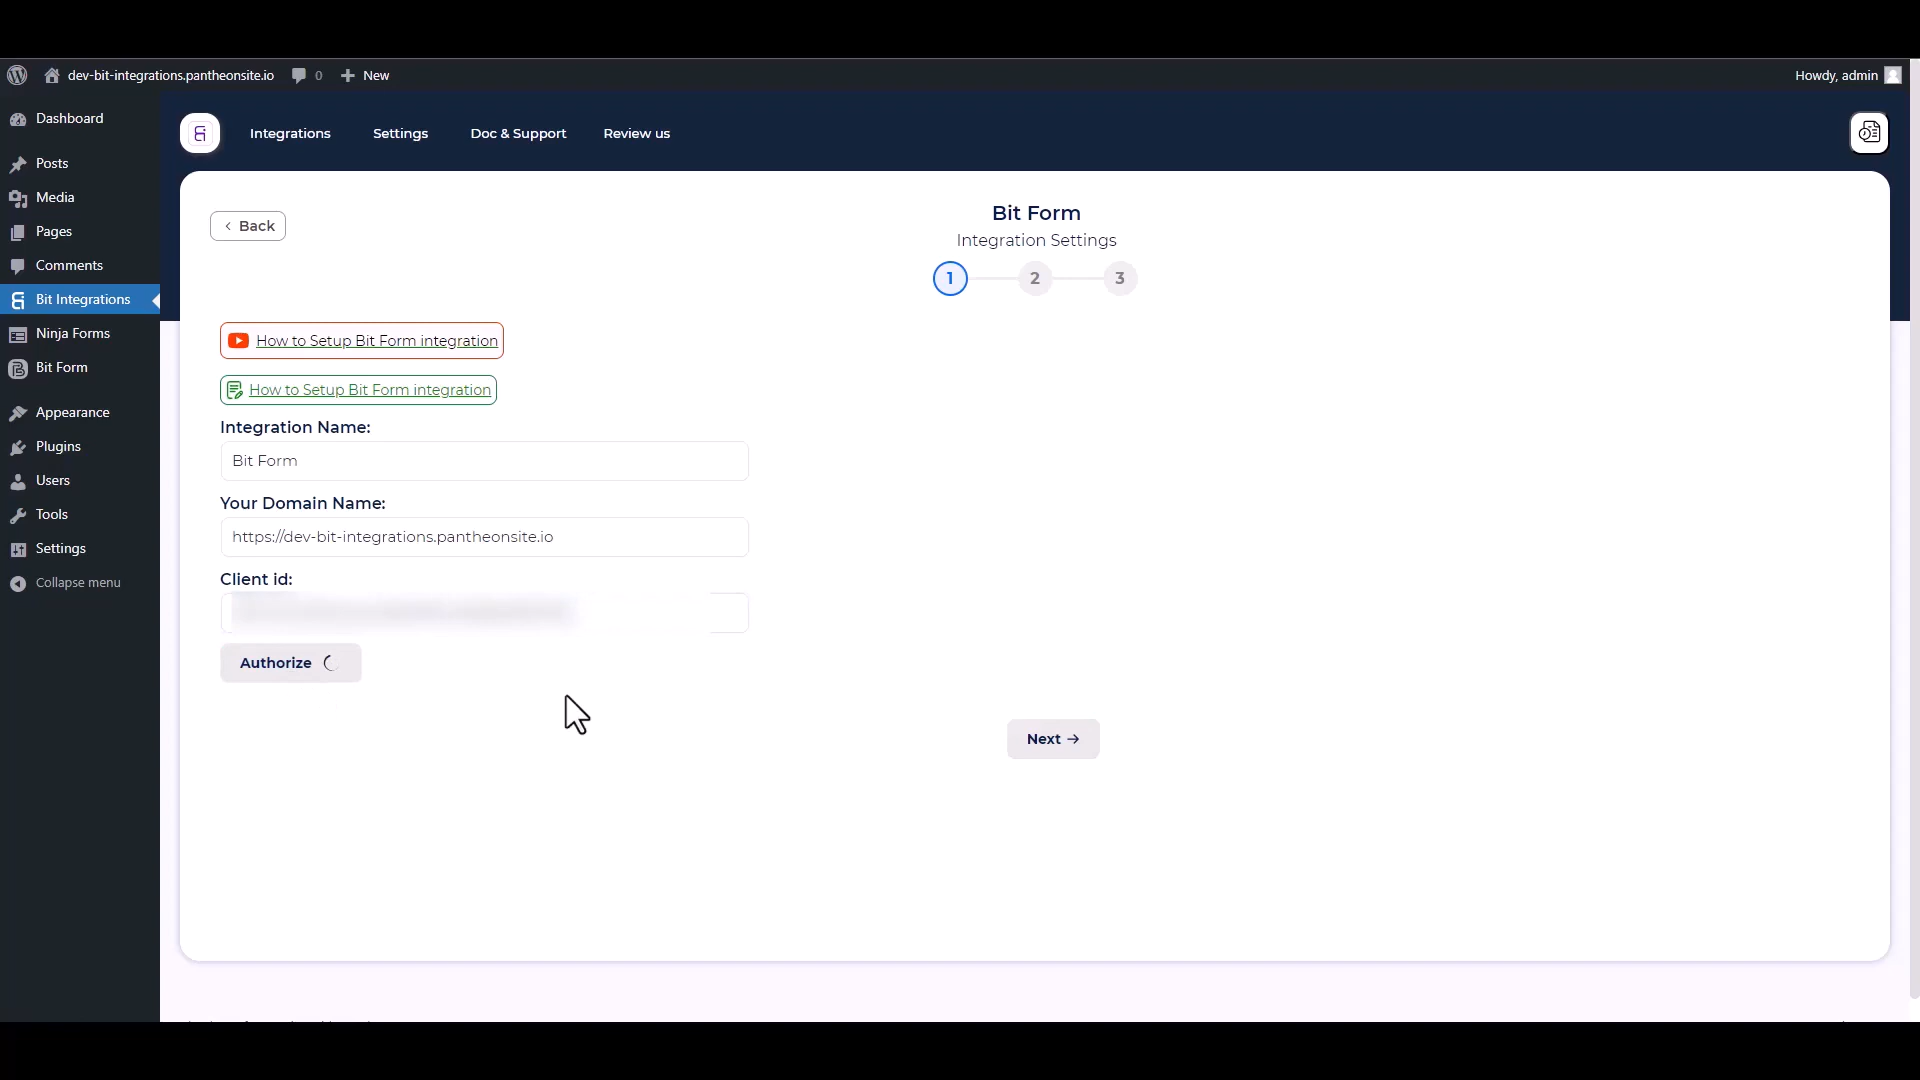 dev-bit-integrations.pantheonsite.io 0 New Howdy, admin
Dashboard
Posts
Media
Pages
Comments
Bit Integrations
Ninja Forms
Bit Form
Appearance
Plugins
Users
Tools
Settings
Collapse menu
Integrations Settings Doc & Support Review us
Back
Bit Form
Integration Settings
1 2 3
How to Setup Bit Form integration
How to Setup Bit Form integration
Integration Name:
Bit Form
Your Domain Name:
https://dev-bit-integrations.pantheonsite.io
Client id:
Authorize
Next →